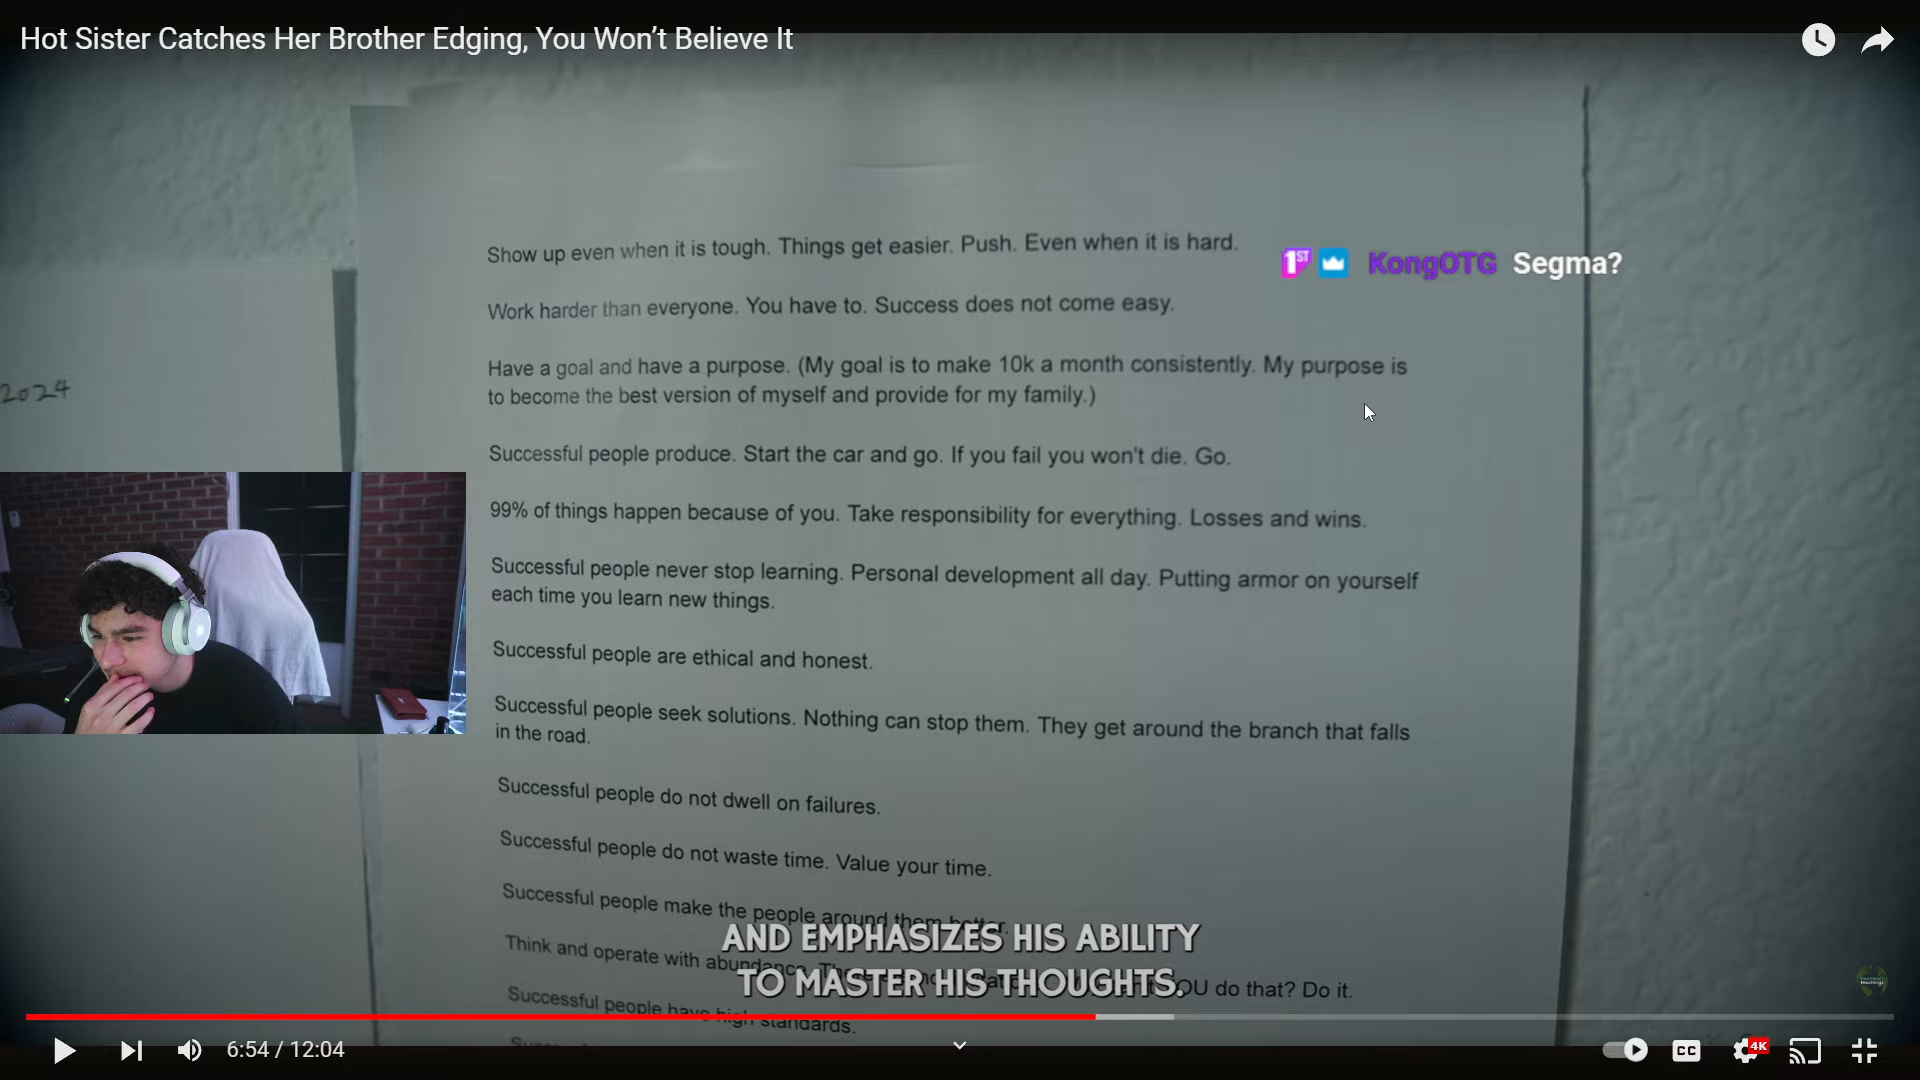 Hot Sister Catches Her Brother Edging, You Won't Believe It
Show up even when it is tough. Things get easier. Push. Even when it is hard.
1ST KongOTG Segma?
Work harder than everyone. You have to. Success does not come easy.
Have a goal and have a purpose. (My goal is to make 10k a month consistently. My purpose is
to become the best version of myself and provide for my family.)
2024
Successful people produce. Start the car and go. If you fail you won't die. Go.
99% of things happen because of you. Take responsibility for everything. Losses and wins.
Successful people never stop learning. Personal development all day. Putting armor on yourself
each time you learn new things.
Successful people are ethical and honest.
Successful people seek solutions. Nothing can stop them. They get around the branch that falls
in the road.
Successful people do not dwell on failures.
Successful people do not waste time. Value your time.
Successful people make the people around them better.
AND EMPHASIZES HIS ABILITY
Think and operate with abundance. OU do that? Do it.
TO MASTER HIS THOUGHTS.
Successful people have high standards.
6:54 / 12:04
CC
4K